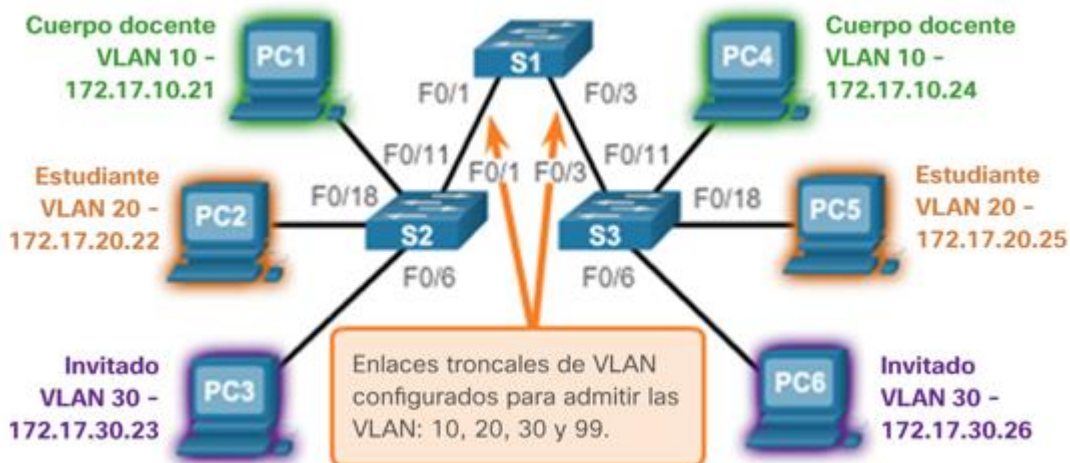 Cuerpo docente
VLAN 10 –
172.17.10.21
PC1
S1
PC4
Cuerpo docente
VLAN 10 –
172.17.10.24
F0/1
F0/3
F0/11
F0/1
F0/3
F0/11
Estudiante
VLAN 20 –
172.17.20.22
PC2
F0/18
S2
S3
F0/18
PC5
Estudiante
VLAN 20 –
172.17.20.25
F0/6
F0/6
Invitado
VLAN 30 –
172.17.30.23
PC3
Enlaces troncales de VLAN
configurados para admitir las
VLAN: 10, 20, 30 y 99.
PC6
Invitado
VLAN 30 –
172.17.30.26